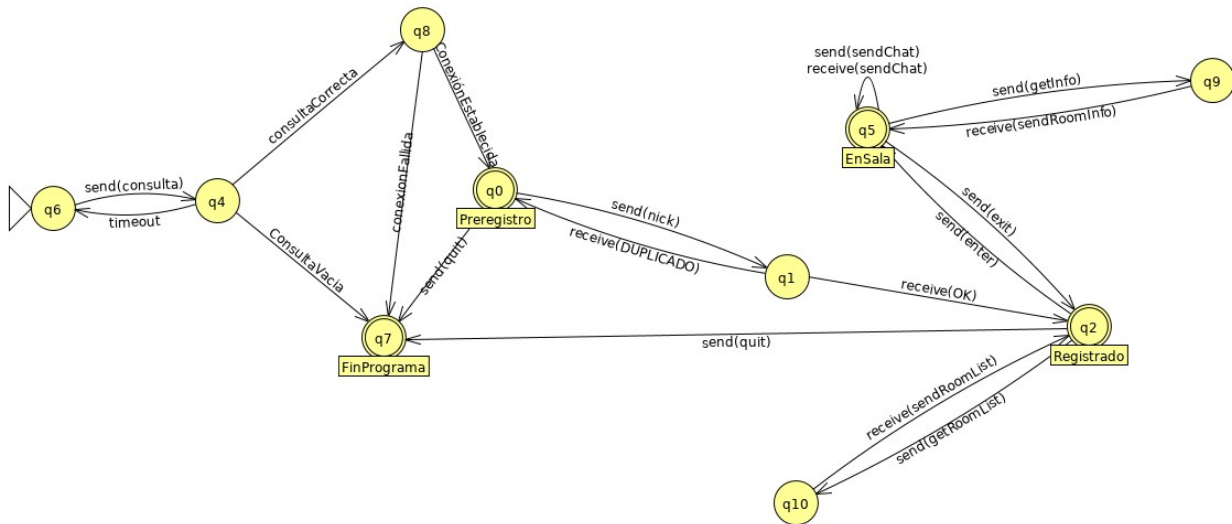 q8
ConexiónEstablecida
consultaCorrecta
conexionFallida
send(sendChat)
receive(sendChat)
send(getInfo)
q9
receive(sendRoomInfo)
q5
EnSala
send(consulta)
q6
q4
timeout
q0
Preregistro
send(nick)
receive(DUPLICADO)
send(exit)
send(enter)
ConsultaVacia
send(quit)
q1
receive(OK)
q7
FinPrograma
send(quit)
q2
Registrado
receive(sendRoomList)
send(getRoomList)
q10